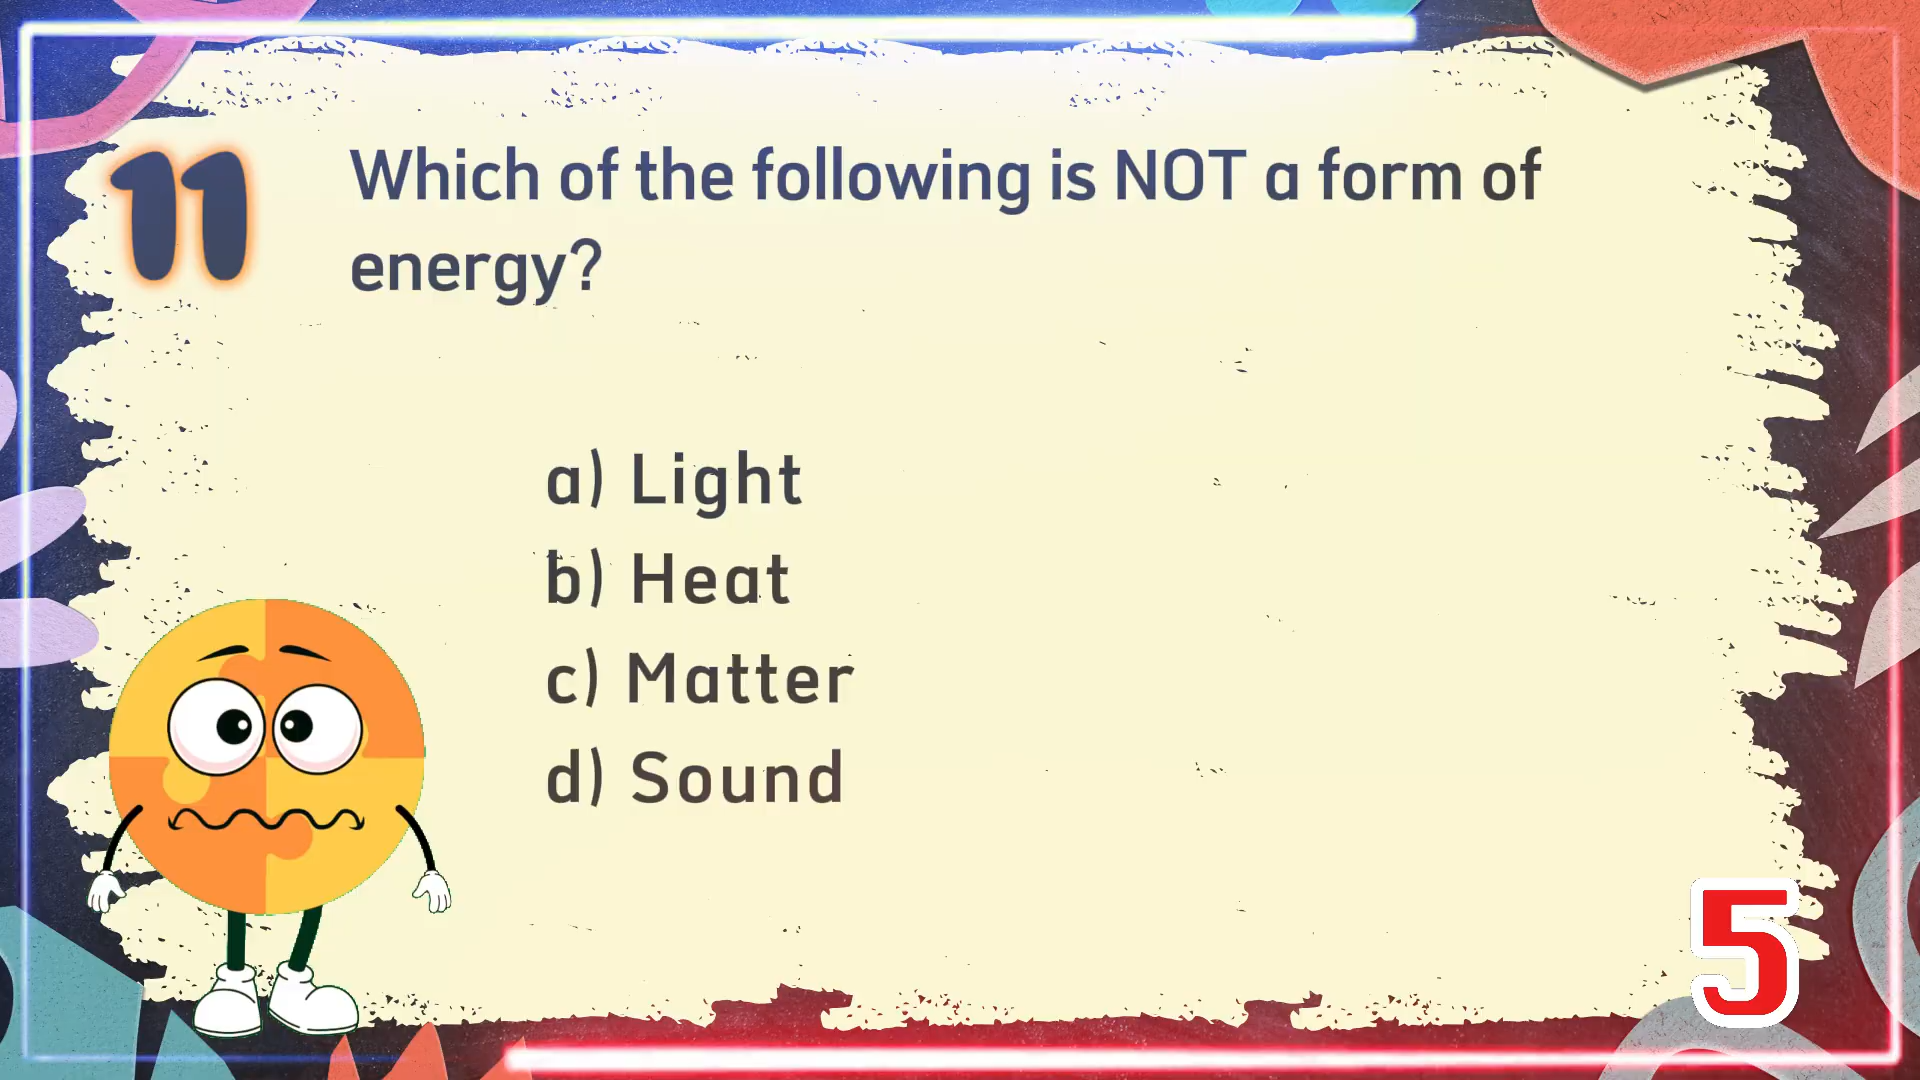 11
Which of the following is NOT a form of
energy?
a) Light
b) Heat
c) Matter
d) Sound
5